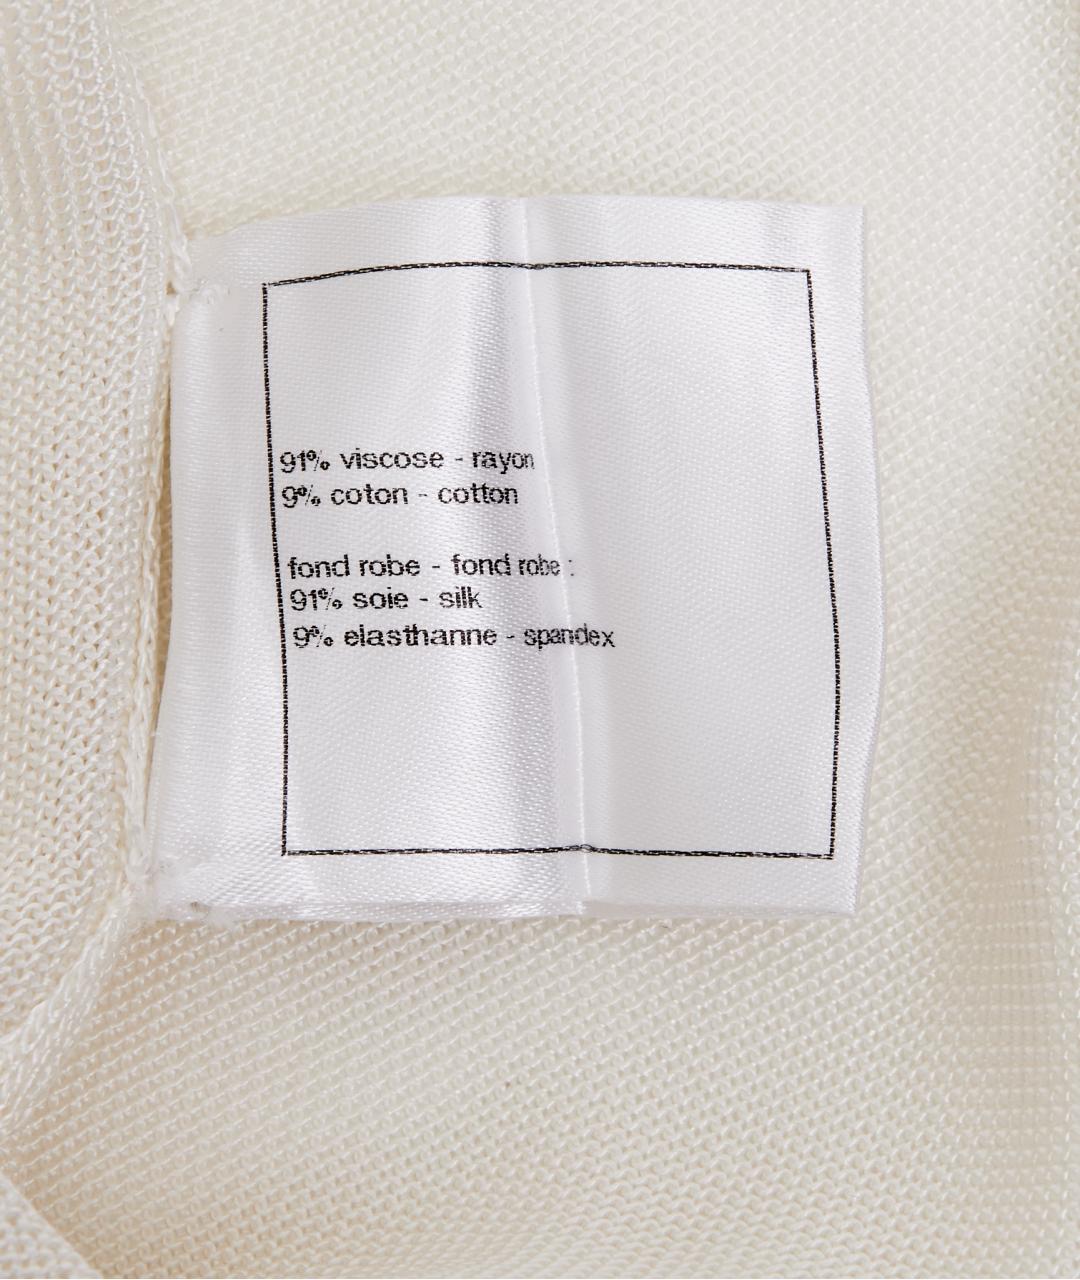 91% viscose - rayon
9% coton - cotton
fond robe - fond robe :
91% soie - silk
9% elasthanne - spandex